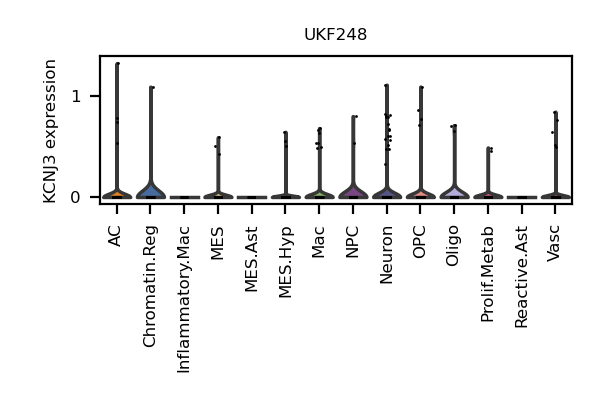 UKF248
KCNJ3 expression
1
0
AC
Chromatin.Reg
Inflammatory.Mac
MES
MES.Ast
MES.Hyp
Mac
NPC
Neuron
OPC
Oligo
Prolif.Metab
Reactive.Ast
Vasc